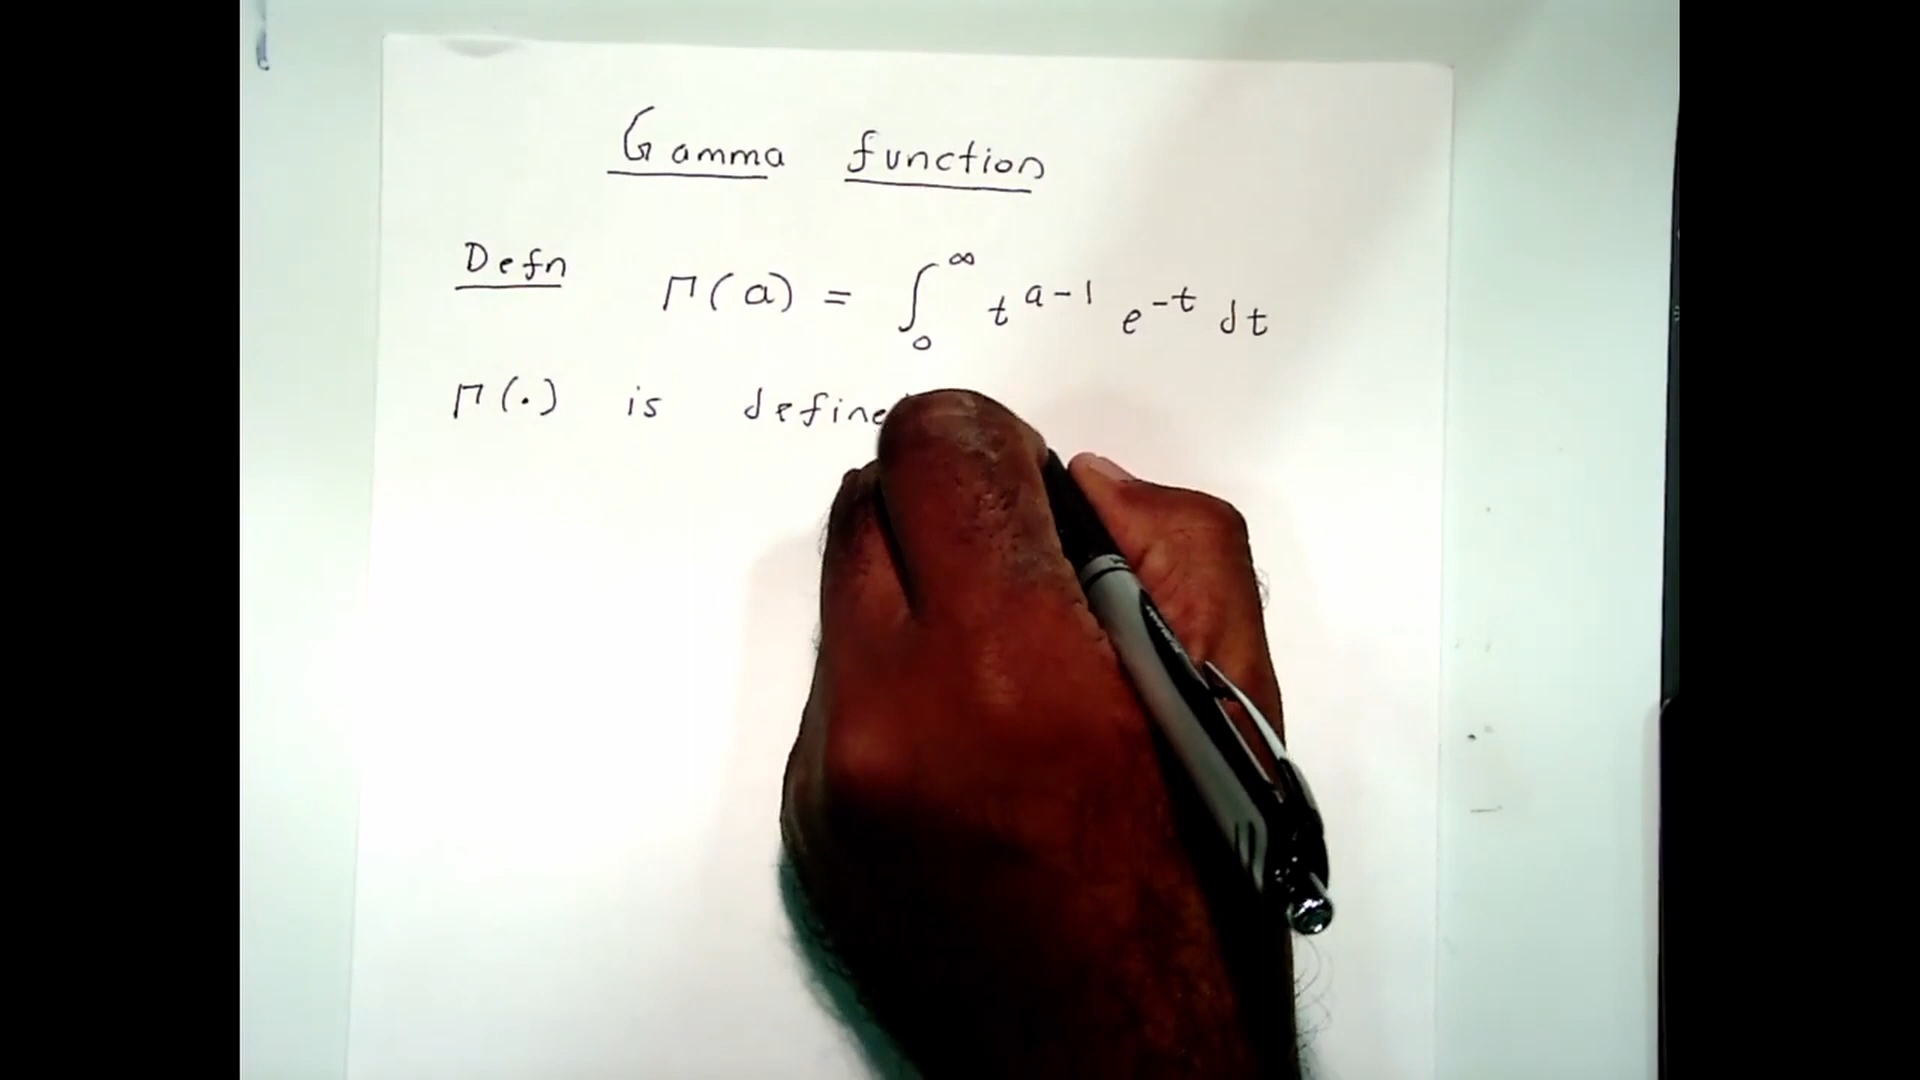 Gamma function
Defn Γ(a) = ∫₀^∞ t^{a-1} e^{-t} dt
Γ(.) is define